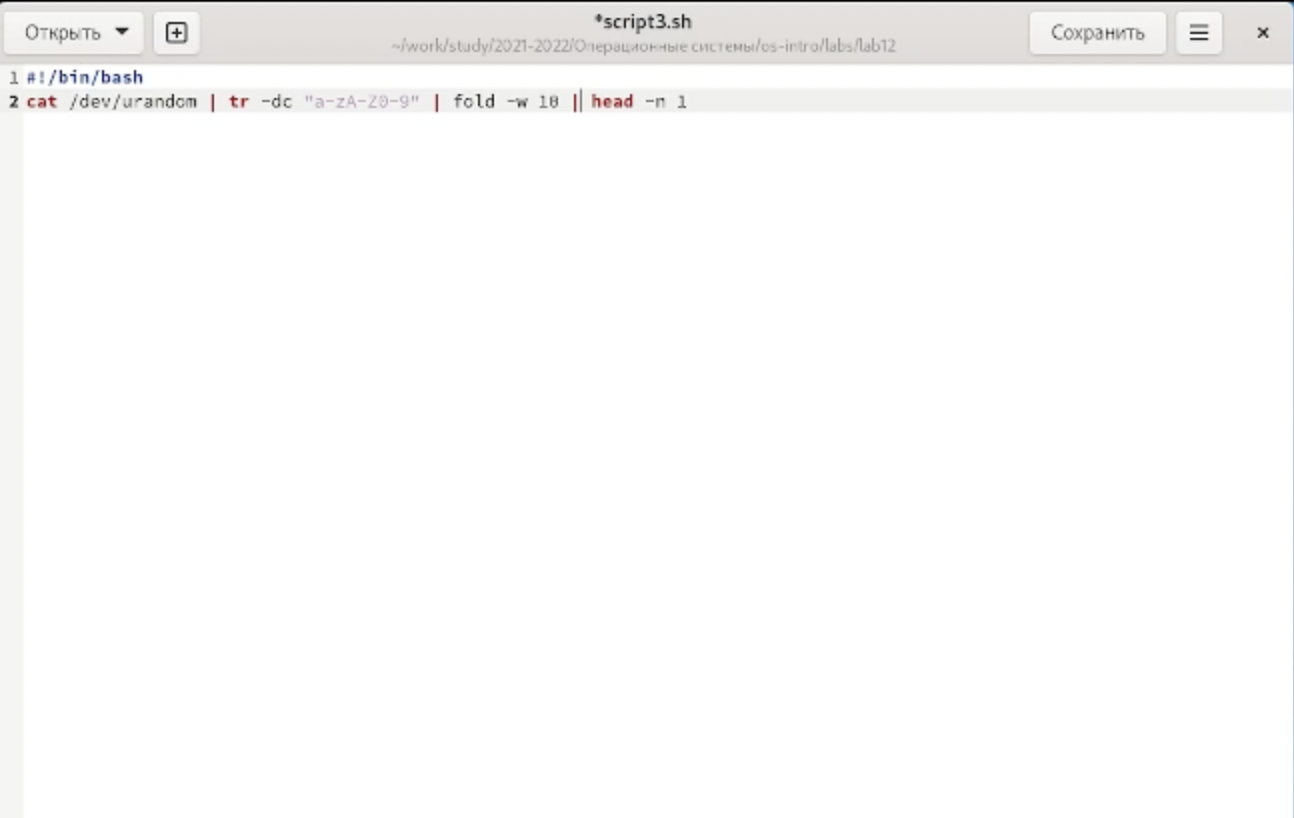 Открыть
*script3.sh
~/work/study/2021-2022/Операционные системы/os-intro/labs/lab12
Сохранить
1 #!/bin/bash
2 cat /dev/urandom | tr -dc "a-zA-Z0-9" | fold -w 10 | head -n 1